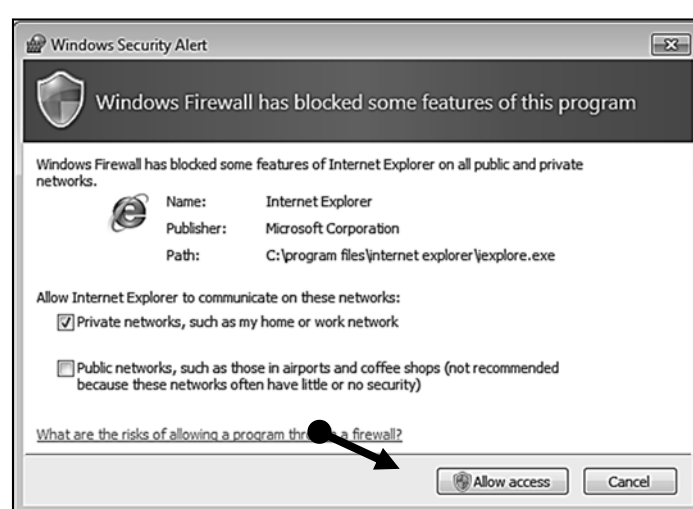 Windows Security Alert
Windows Firewall has blocked some features of this program
Windows Firewall has blocked some features of Internet Explorer on all public and private
networks.
Name: Internet Explorer
Publisher: Microsoft Corporation
Path: C:\program files\internet explorer\iexplore.exe
Allow Internet Explorer to communicate on these networks:
Private networks, such as my home or work network
Public networks, such as those in airports and coffee shops (not recommended
because these networks often have little or no security)
What are the risks of allowing a program through a firewall?
Allow access Cancel